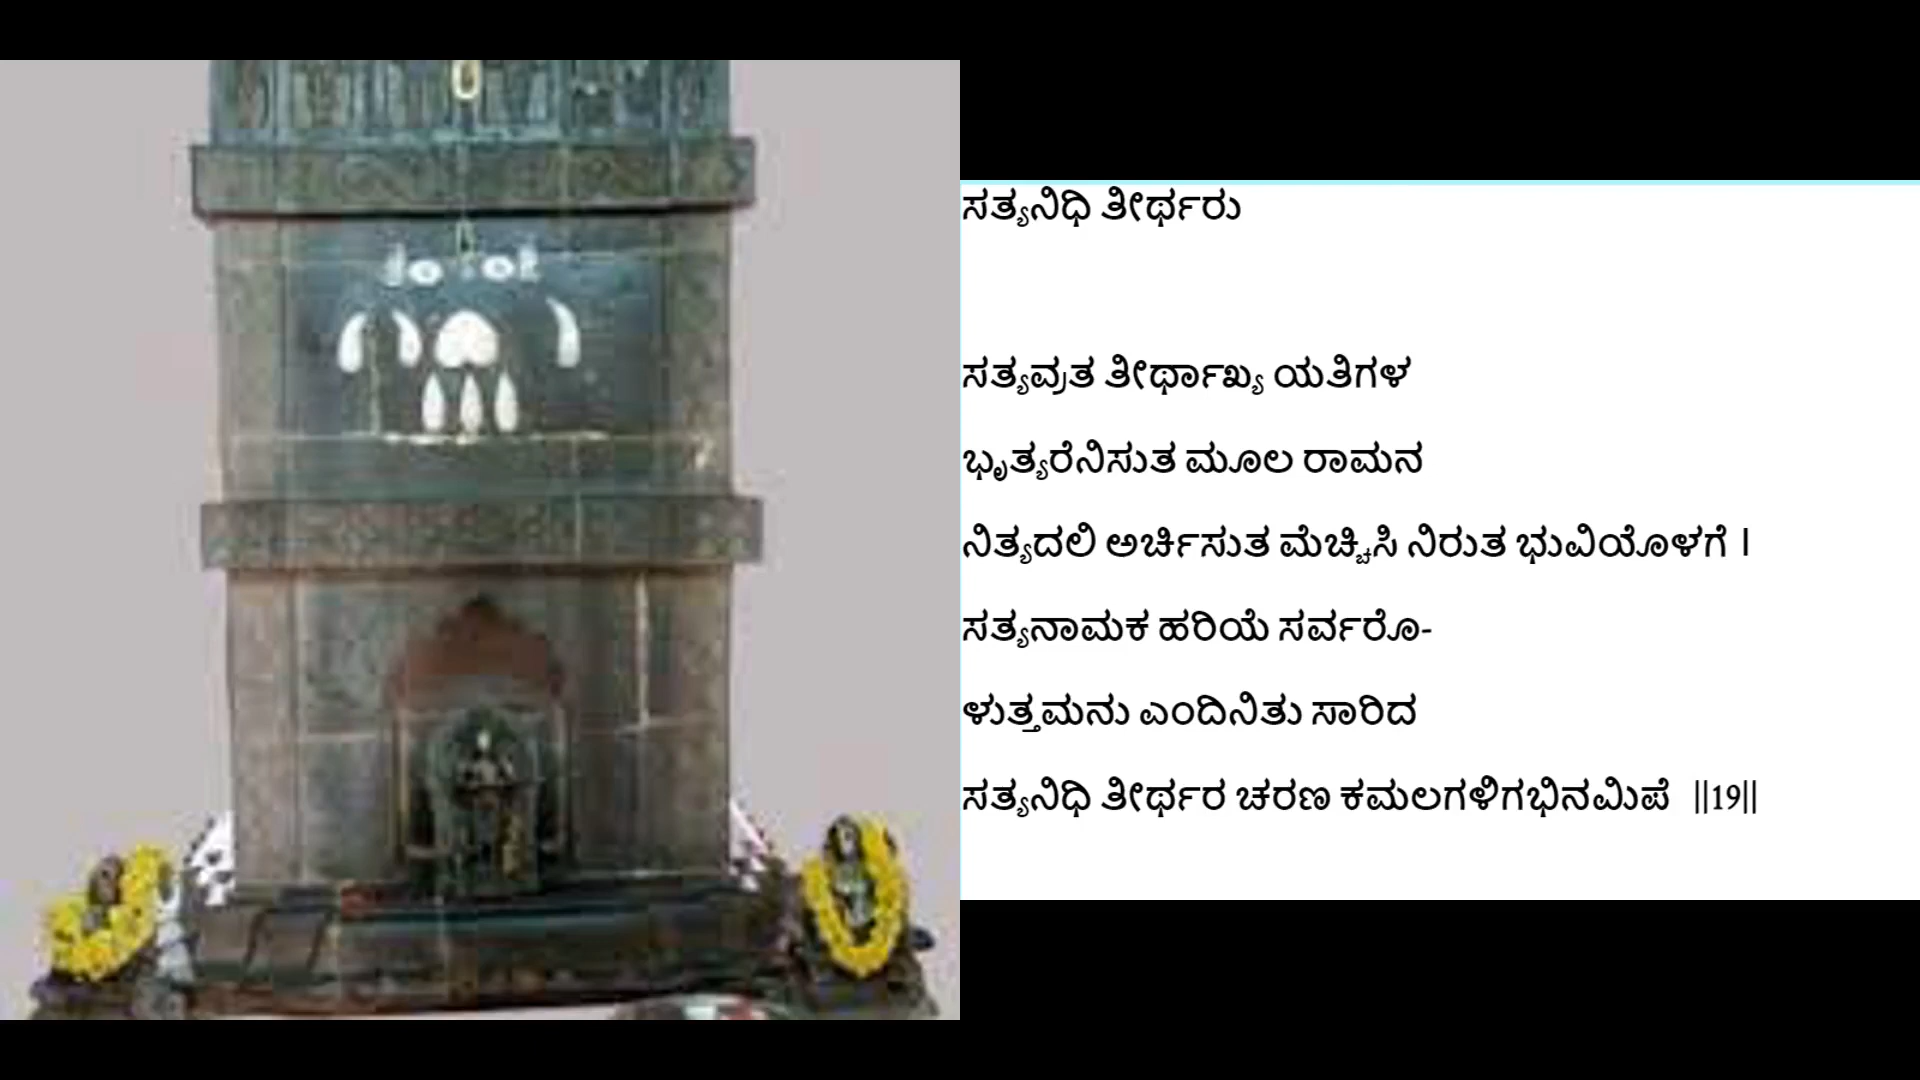 ಸತ್ಯನಿಧಿ ತೀರ್ಥರು
ಸತ್ಯವ್ರತ ತೀರ್ಥಾಖ್ಯ ಯತಿಗಳ
ಭೃತ್ಯರೆನಿಸುತ ಮೂಲ ರಾಮನ
ನಿತ್ಯದಲಿ ಅರ್ಚಿಸುತ ಮೆಚ್ಚಿಸಿ ನಿರುತ ಭುವಿಯೊಳಗೆ |
ಸತ್ಯನಾಮಕ ಹರಿಯೆ ಸರ್ವರೊ-
ಳುತ್ತಮನು ಎಂದಿನಿತು ಸಾರಿದ
ಸತ್ಯನಿಧಿ ತೀರ್ಥರ ಚರಣ ಕಮಲಗಳಿಗಭಿನಮಿಪೆ ||19||